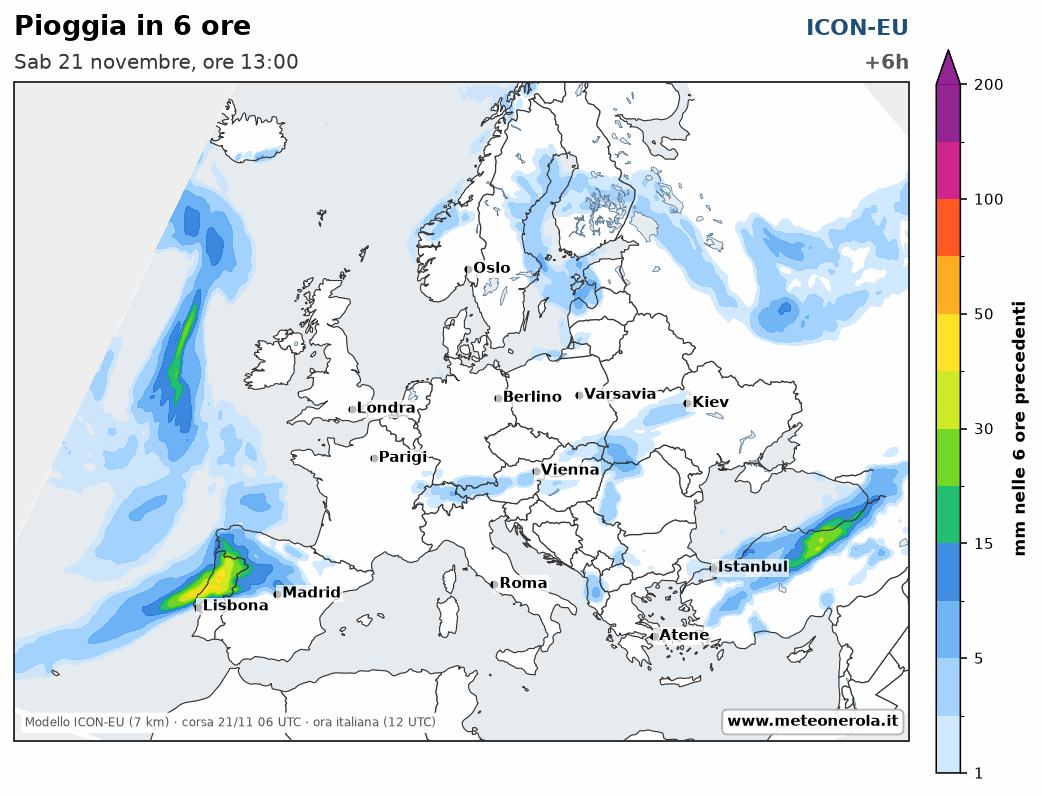 Pioggia in 6 ore
ICON-EU
Sab 21 novembre, ore 13:00
+6h
200
100
50
30
15
5
1
mm nelle 6 ore precedenti
Oslo
Berlino
Varsavia
Kiev
Londra
Parigi
Vienna
Istanbul
Roma
Madrid
Lisbona
Atene
Modello ICON-EU (7 km) · corsa 21/11 06 UTC · ora italiana (12 UTC)
www.meteonerola.it